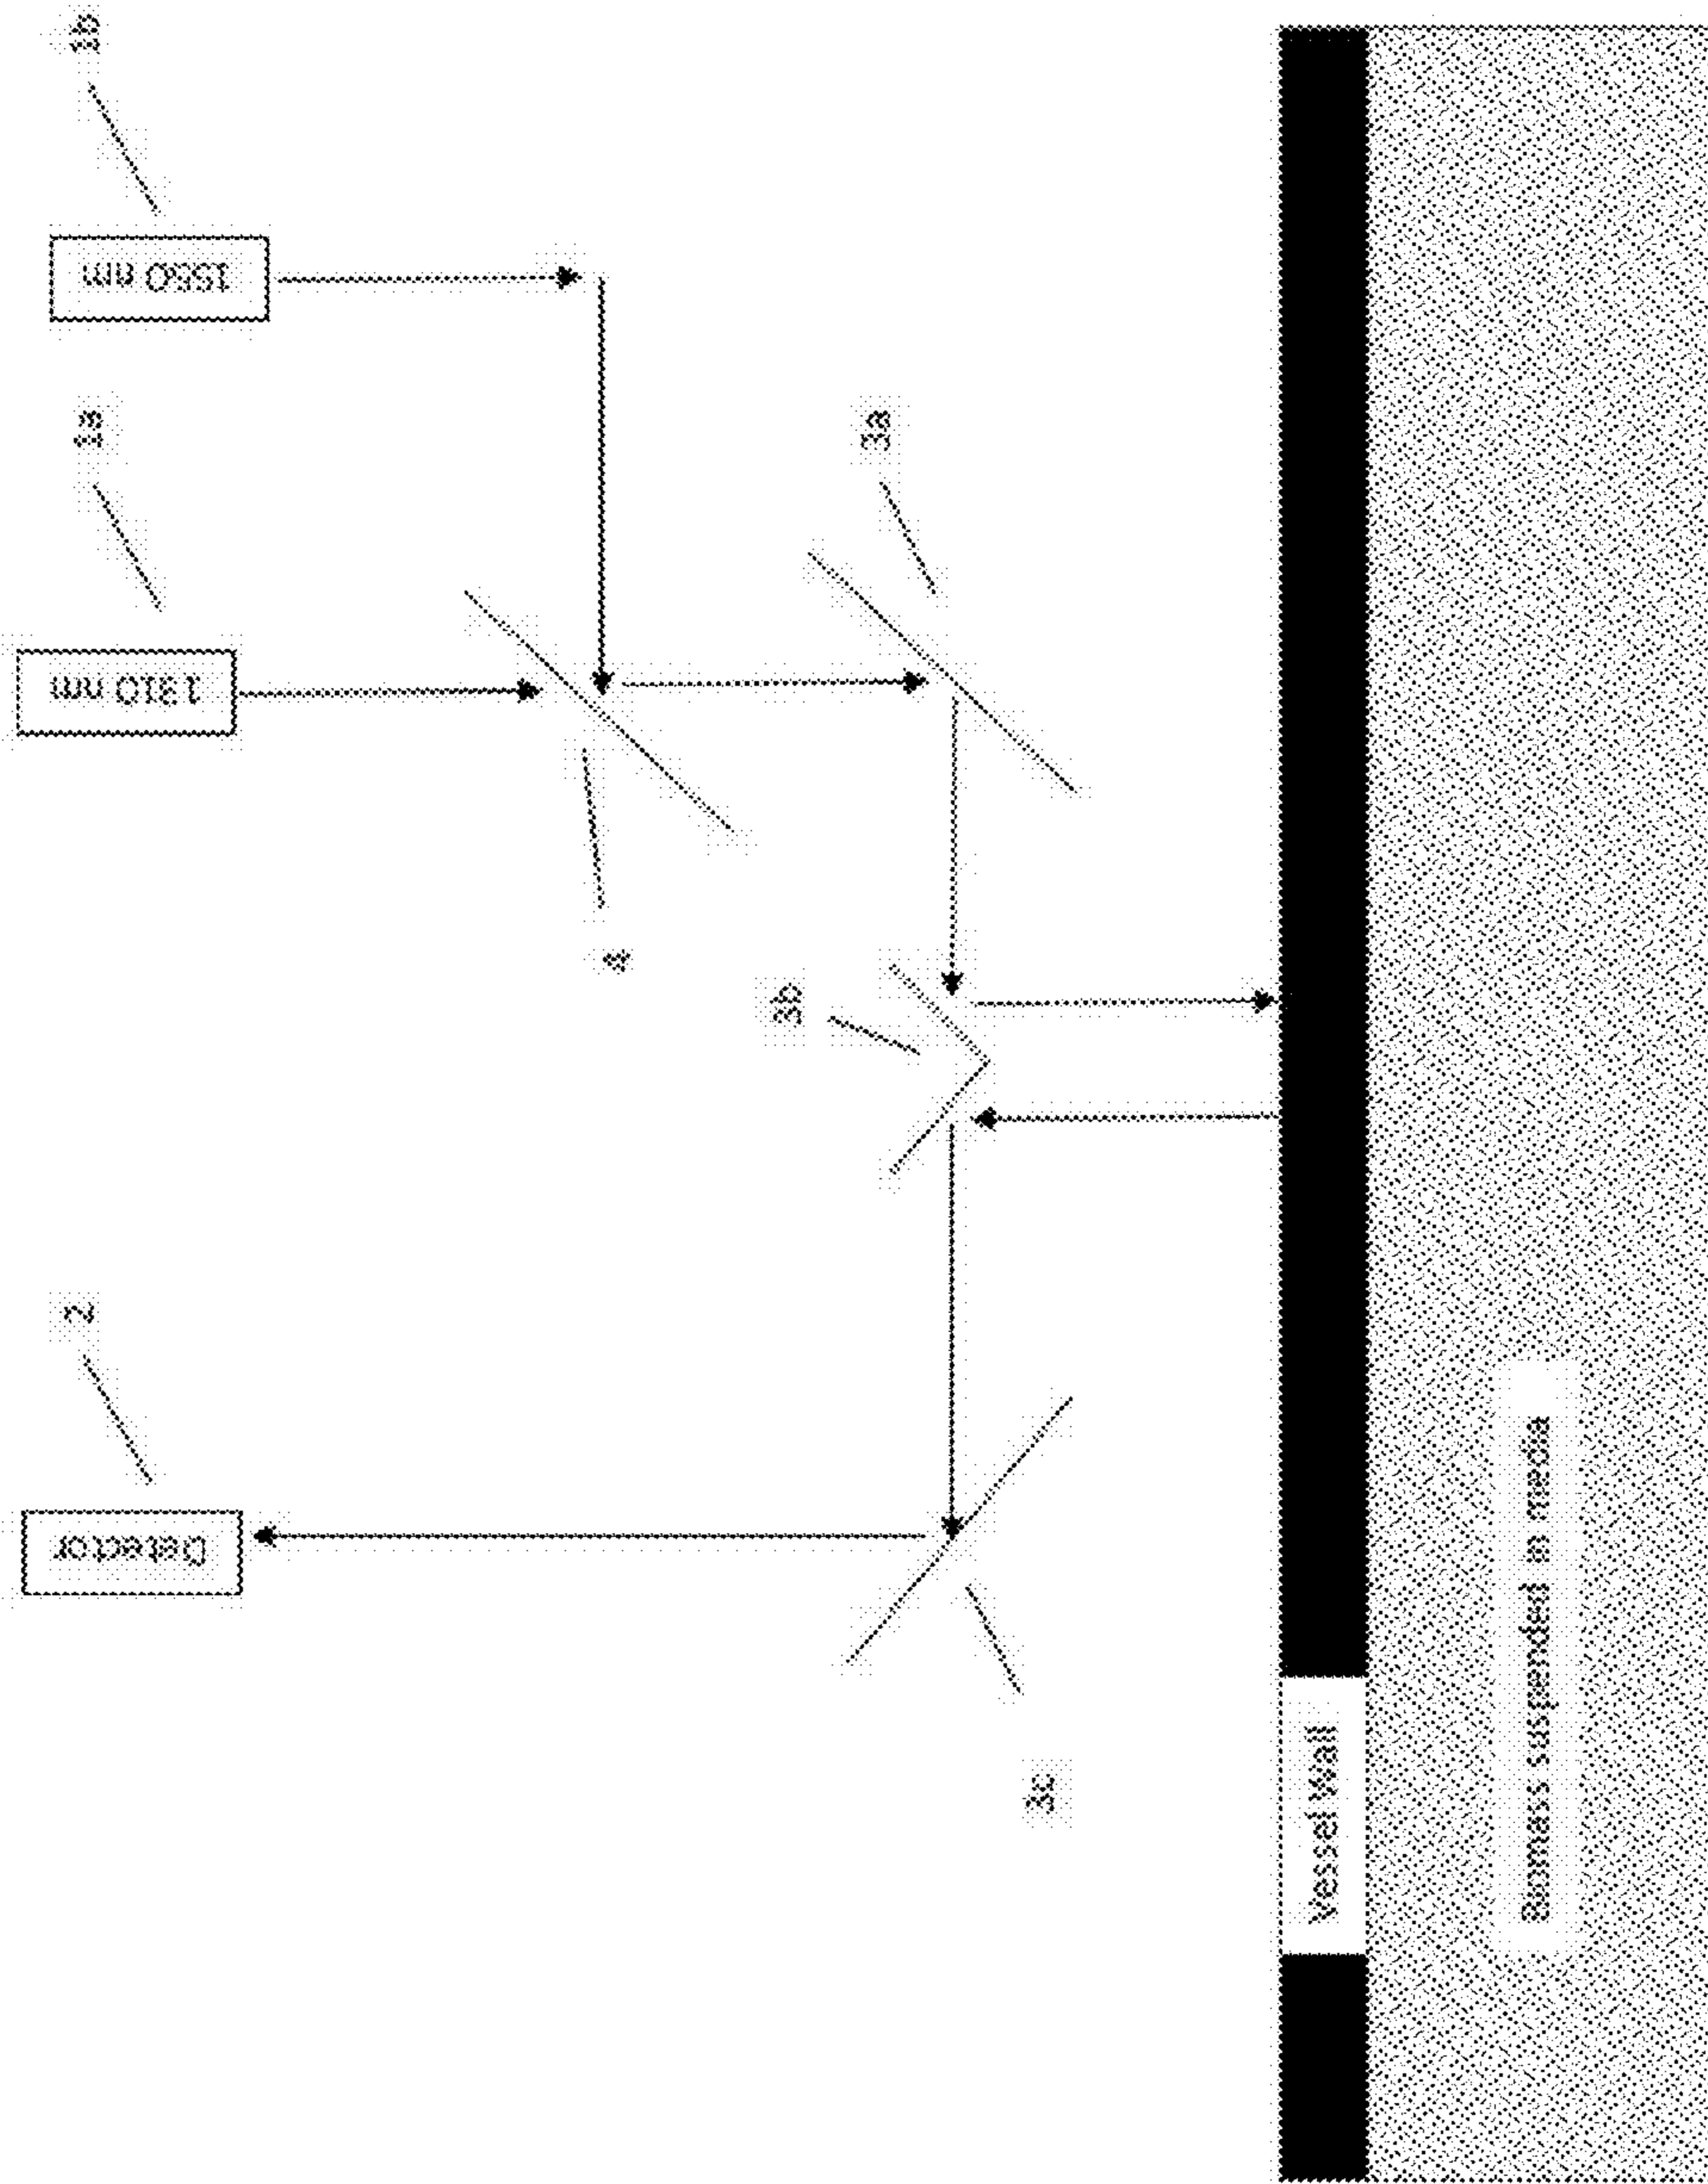 1b
1550 nm
1a
1310 nm
3a
4
3b
2
Detector
3c
Vessel Wall
Biomass suspended in media